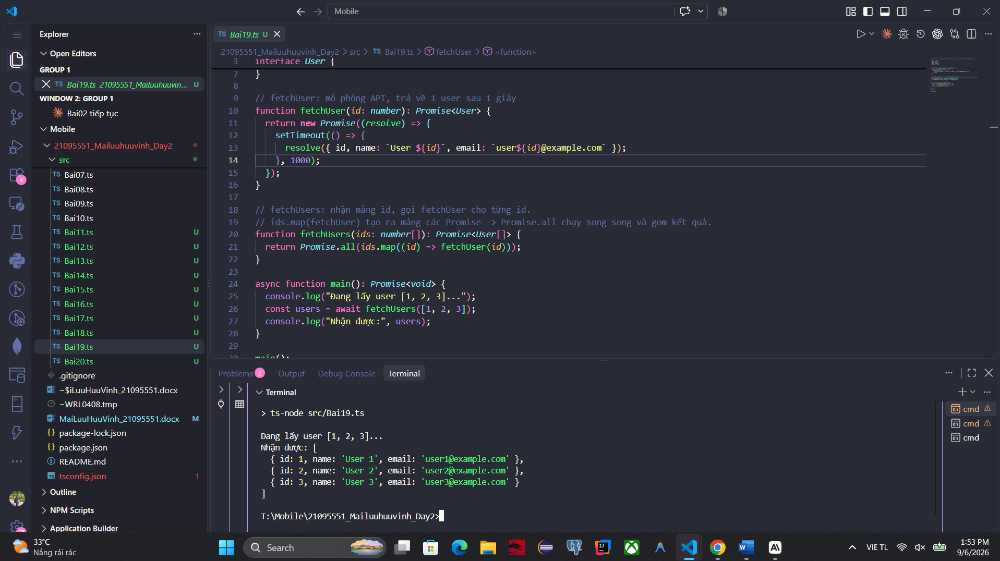 Mobile
Explorer
Open Editors
GROUP 1
TS Bai19.ts 21095551_Mailuuhuuvin... U
WINDOW 2: GROUP 1
Bai02 tiếp tục
Mobile
21095551_Mailuuhuuvinh_Day2
src
TS Bai07.ts
TS Bai08.ts
TS Bai09.ts
TS Bai10.ts
TS Bai11.ts U
TS Bai12.ts U
TS Bai13.ts U
TS Bai14.ts U
TS Bai15.ts U
TS Bai16.ts U
TS Bai17.ts U
TS Bai18.ts U
TS Bai19.ts U
TS Bai20.ts U
.gitignore
~$iLuuHuuVinh_21095551.docx
~WRL0408.tmp
MaiLuuHuuVinh_21095551.docx M
{} package-lock.json
{} package.json
README.md
TS tsconfig.json 1
Outline
NPM Scripts
Application Builder
4
TS Bai19.ts U
21095551_Mailuuhuuvinh_Day2 > src > TS Bai19.ts > fetchUser > <function>
3 interface User {
7 }
8
9 // fetchUser: mô phỏng API, trả về 1 user sau 1 giây
10 function fetchUser(id: number): Promise<User> {
11 return new Promise((resolve) => {
12 setTimeout(() => {
13 resolve({ id, name: `User ${id}`, email: `user${id}@example.com` });
14 }, 1000);
15 });
16 }
17
18 // fetchUsers: nhận mảng id, gọi fetchUser cho từng id.
19 // ids.map(fetchUser) tạo ra mảng các Promise -> Promise.all chạy song song và gom kết quả.
20 function fetchUsers(ids: number[]): Promise<User[]> {
21 return Promise.all(ids.map((id) => fetchUser(id)));
22 }
23
24 async function main(): Promise<void> {
25 console.log("Đang lấy user [1, 2, 3]...");
26 const users = await fetchUsers([1, 2, 3]);
27 console.log("Nhận được:", users);
28 }
29
30 main();
Problems 2 Output Debug Console Terminal
Terminal
> ts-node src/Bai19.ts
Đang lấy user [1, 2, 3]...
Nhận được: [
{ id: 1, name: 'User 1', email: 'user1@example.com' },
{ id: 2, name: 'User 2', email: 'user2@example.com' },
{ id: 3, name: 'User 3', email: 'user3@example.com' }
]
T:\Mobile\21095551_Mailuuhuuvinh_Day2>
cmd
cmd
cmd
33°C
Nắng rải rác
Search
VIE TL
1:53 PM
9/6/2026